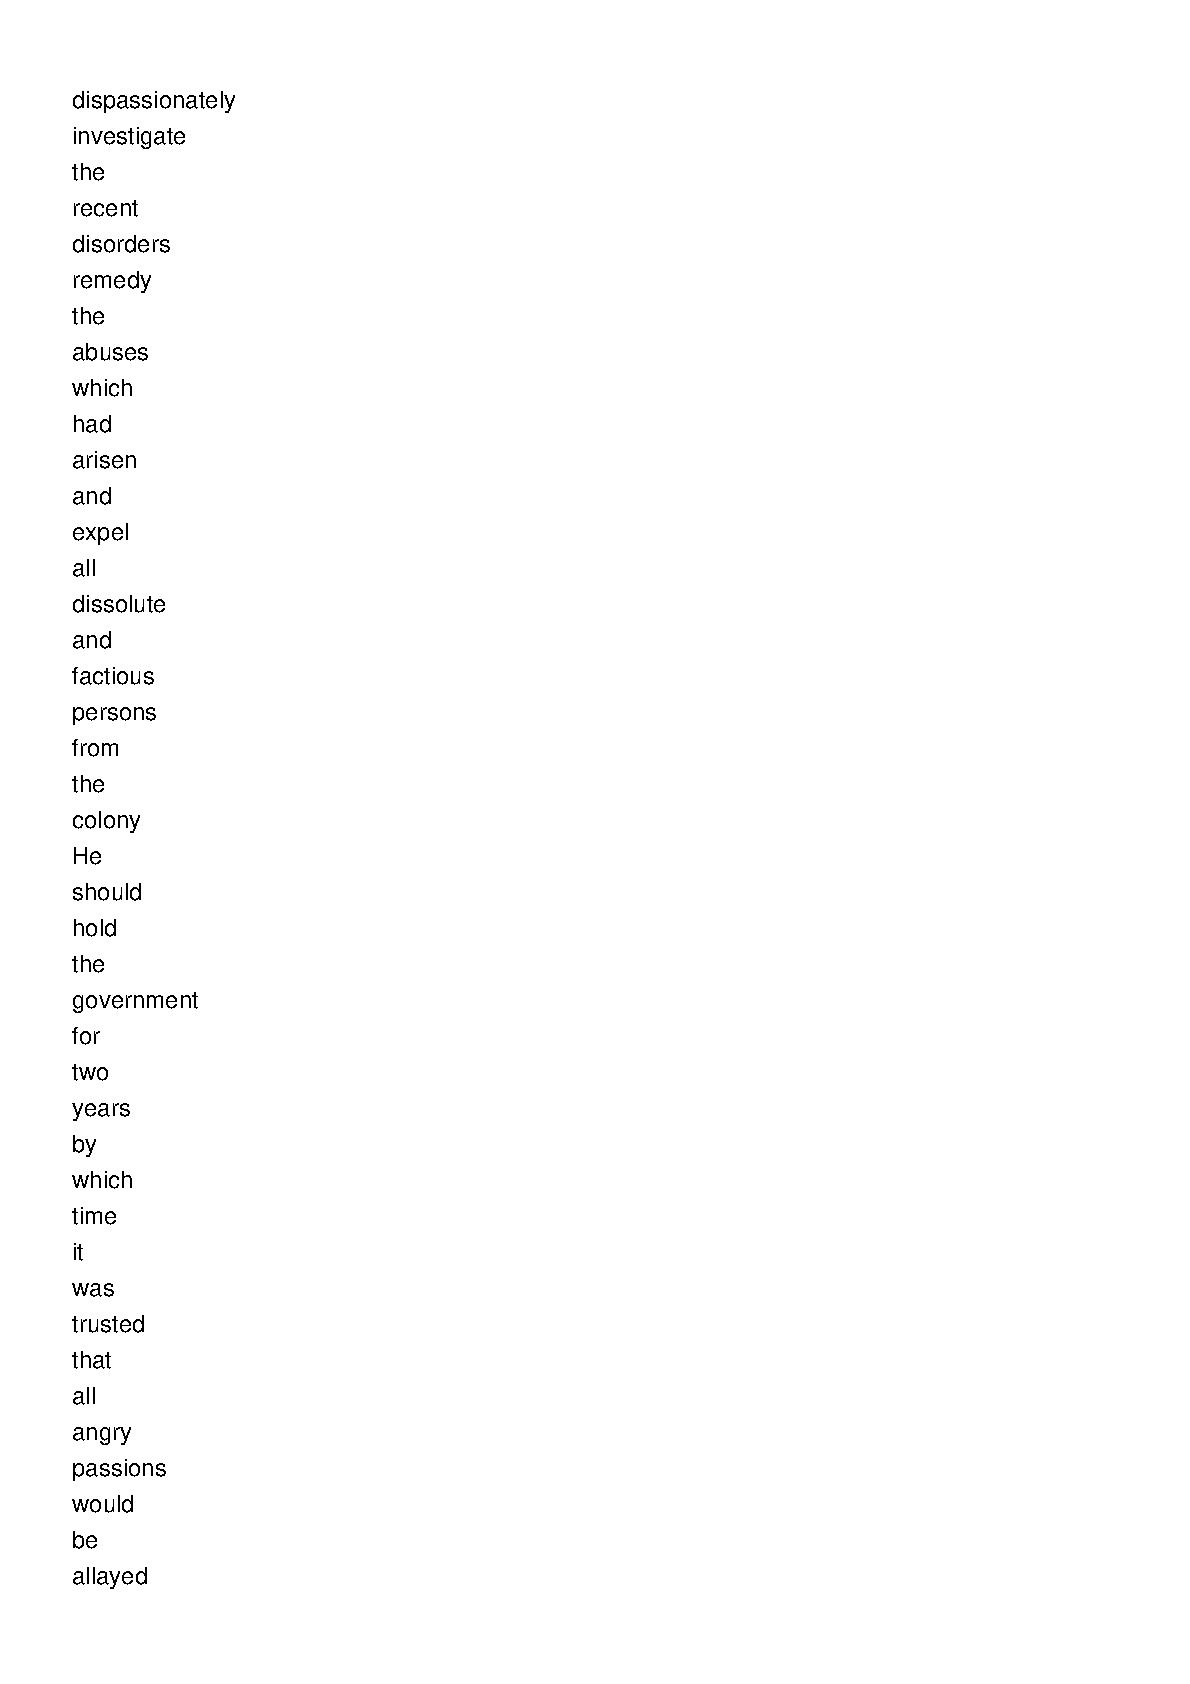 dispassionately
investigate
the
recent
disorders
remedy
the
abuses
which
had
arisen
and
expel
all
dissolute
and
factious
persons
from
the
colony
He
should
hold
the
government
for
two
years
by
which
time
it
was
trusted
that
all
angry
passions
would
be
allayed